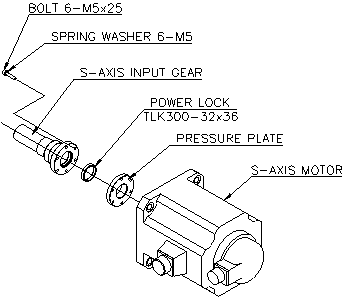 BOLT 6-M5x25
SPRING WASHER 6-M5
S-AXIS INPUT GEAR
POWER LOCK
TLK300-32x36
PRESSURE PLATE
S-AXIS MOTOR